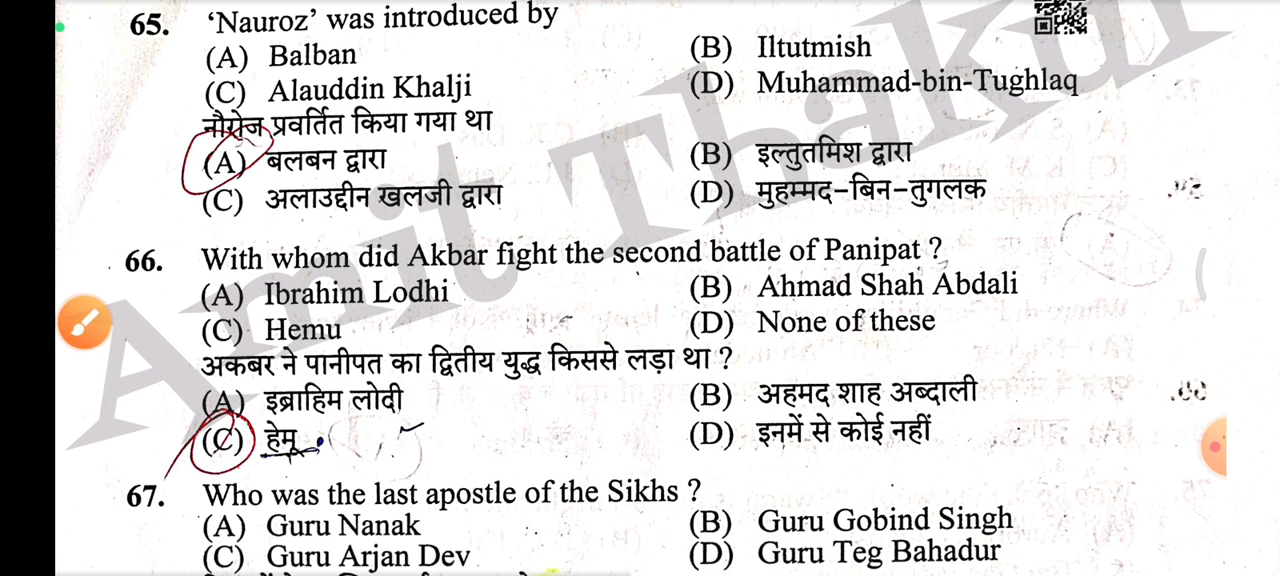 65. ‘Nauroz’ was introduced by
(A) Balban (B) Iltutmish
(C) Alauddin Khalji (D) Muhammad-bin-Tughlaq
नौरोज प्रवर्तित किया गया था
(A) बलबन द्वारा (B) इल्तुतमिश द्वारा
(C) अलाउद्दीन खलजी द्वारा (D) मुहम्मद-बिन-तुगलक
66. With whom did Akbar fight the second battle of Panipat ?
(A) Ibrahim Lodhi (B) Ahmad Shah Abdali
(C) Hemu (D) None of these
अकबर ने पानीपत का द्वितीय युद्ध किससे लड़ा था ?
(A) इब्राहिम लोदी (B) अहमद शाह अब्दाली
(C) हेमू (D) इनमें से कोई नहीं
67. Who was the last apostle of the Sikhs ?
(A) Guru Nanak (B) Guru Gobind Singh
(C) Guru Arjan Dev (D) Guru Teg Bahadur
Amit Thakur